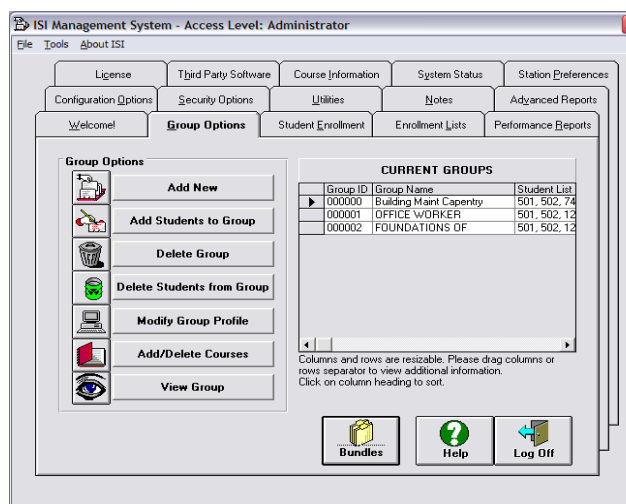 ISI Management System - Access Level: Administrator
File Tools About ISI
License Third Party Software Course Information System Status Station Preferences
Configuration Options Security Options Utilities Notes Advanced Reports
Welcome! Group Options Student Enrollment Enrollment Lists Performance Reports
Group Options
Add New
Add Students to Group
Delete Group
Delete Students from Group
Modify Group Profile
Add/Delete Courses
View Group
CURRENT GROUPS
Group ID Group Name Student List
000000 Building Maint Capentry 501, 502, 74
000001 OFFICE WORKER 501, 502, 12
000002 FOUNDATIONS OF 501, 502, 12
Columns and rows are resizable. Please drag columns or
rows separator to view additional information.
Click on column heading to sort.
Bundles Help Log Off